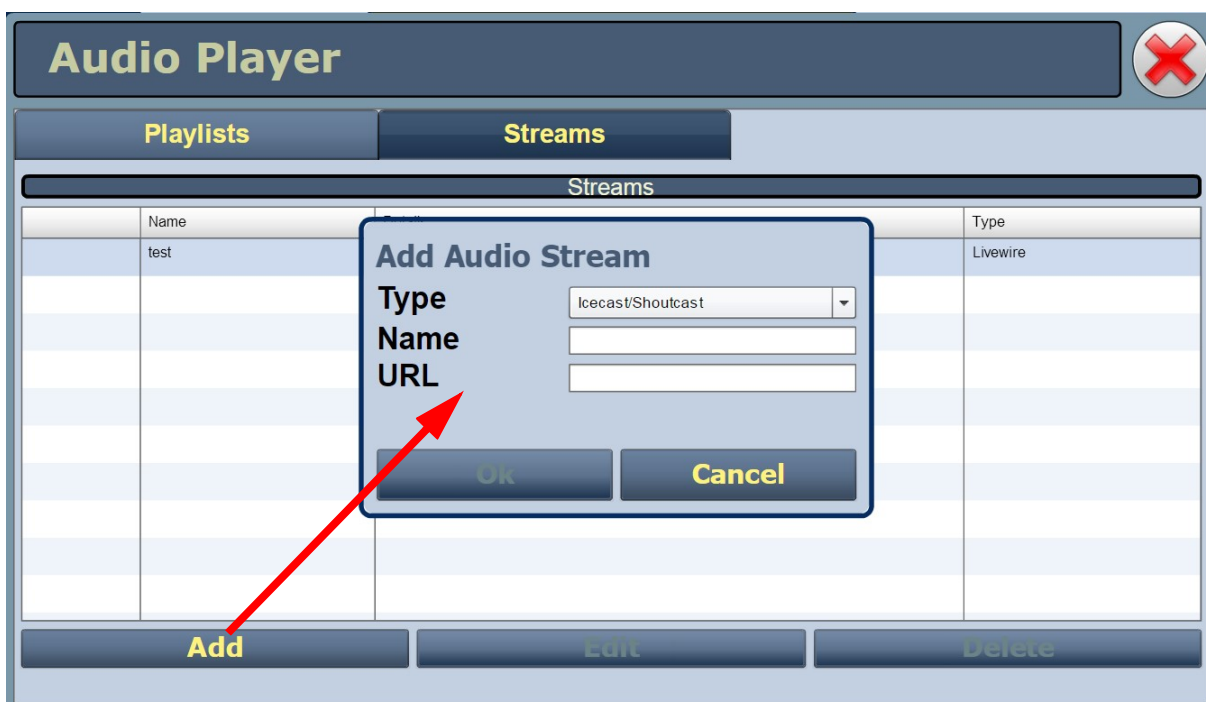 Audio Player
Playlists Streams
Streams
Name Type
test Livewire
Add Audio Stream
Type Icecast/Shoutcast
Name
URL
Ok Cancel
Add Edit Delete